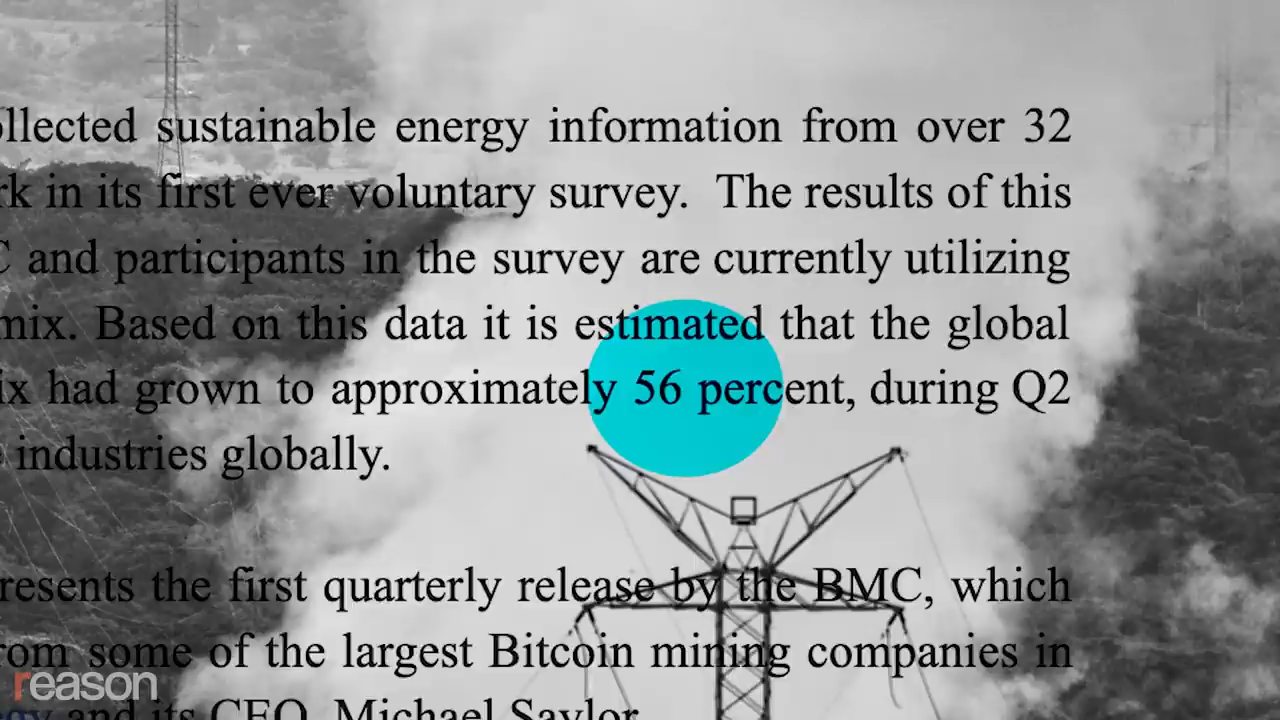 ollected sustainable energy information from over 32
rk in its first ever voluntary survey. The results of this
C and participants in the survey are currently utilizing
mix. Based on this data it is estimated that the global
ix had grown to approximately 56 percent, during Q2
e industries globally.
resents the first quarterly release by the BMC, which
rom some of the largest Bitcoin mining companies in
gy and its CEO, Michael Saylor
reason